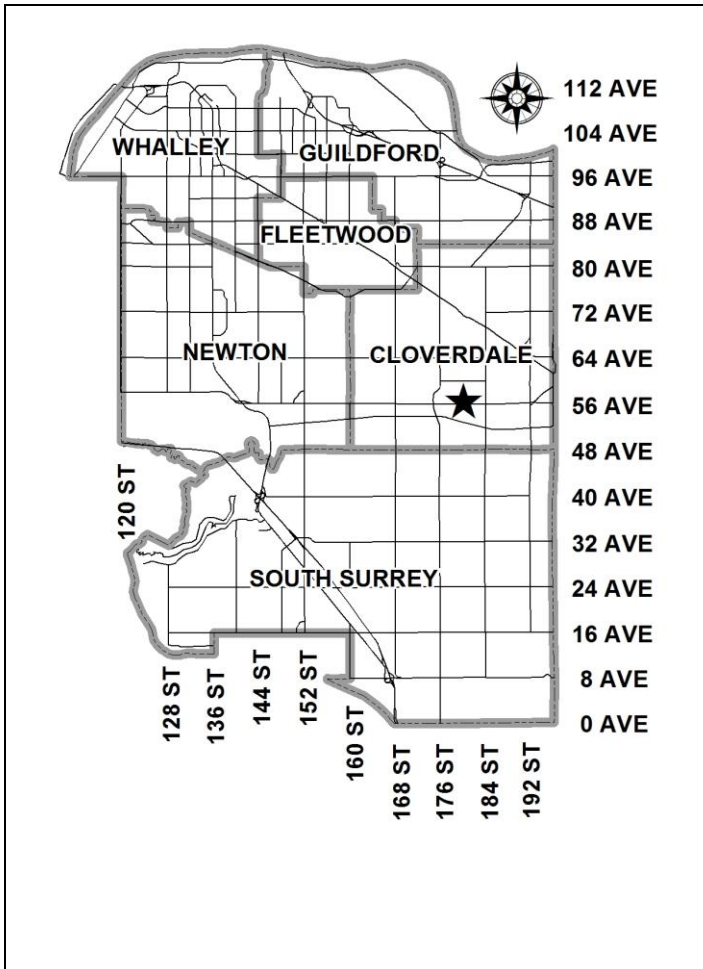 112 AVE
104 AVE
WHALLEY
GUILDFORD
96 AVE
88 AVE
FLEETWOOD
80 AVE
72 AVE
NEWTON
CLOVERDALE
64 AVE
56 AVE
48 AVE
120 ST
40 AVE
32 AVE
SOUTH SURREY
24 AVE
16 AVE
8 AVE
0 AVE
128 ST
136 ST
144 ST
152 ST
160 ST
168 ST
176 ST
184 ST
192 ST